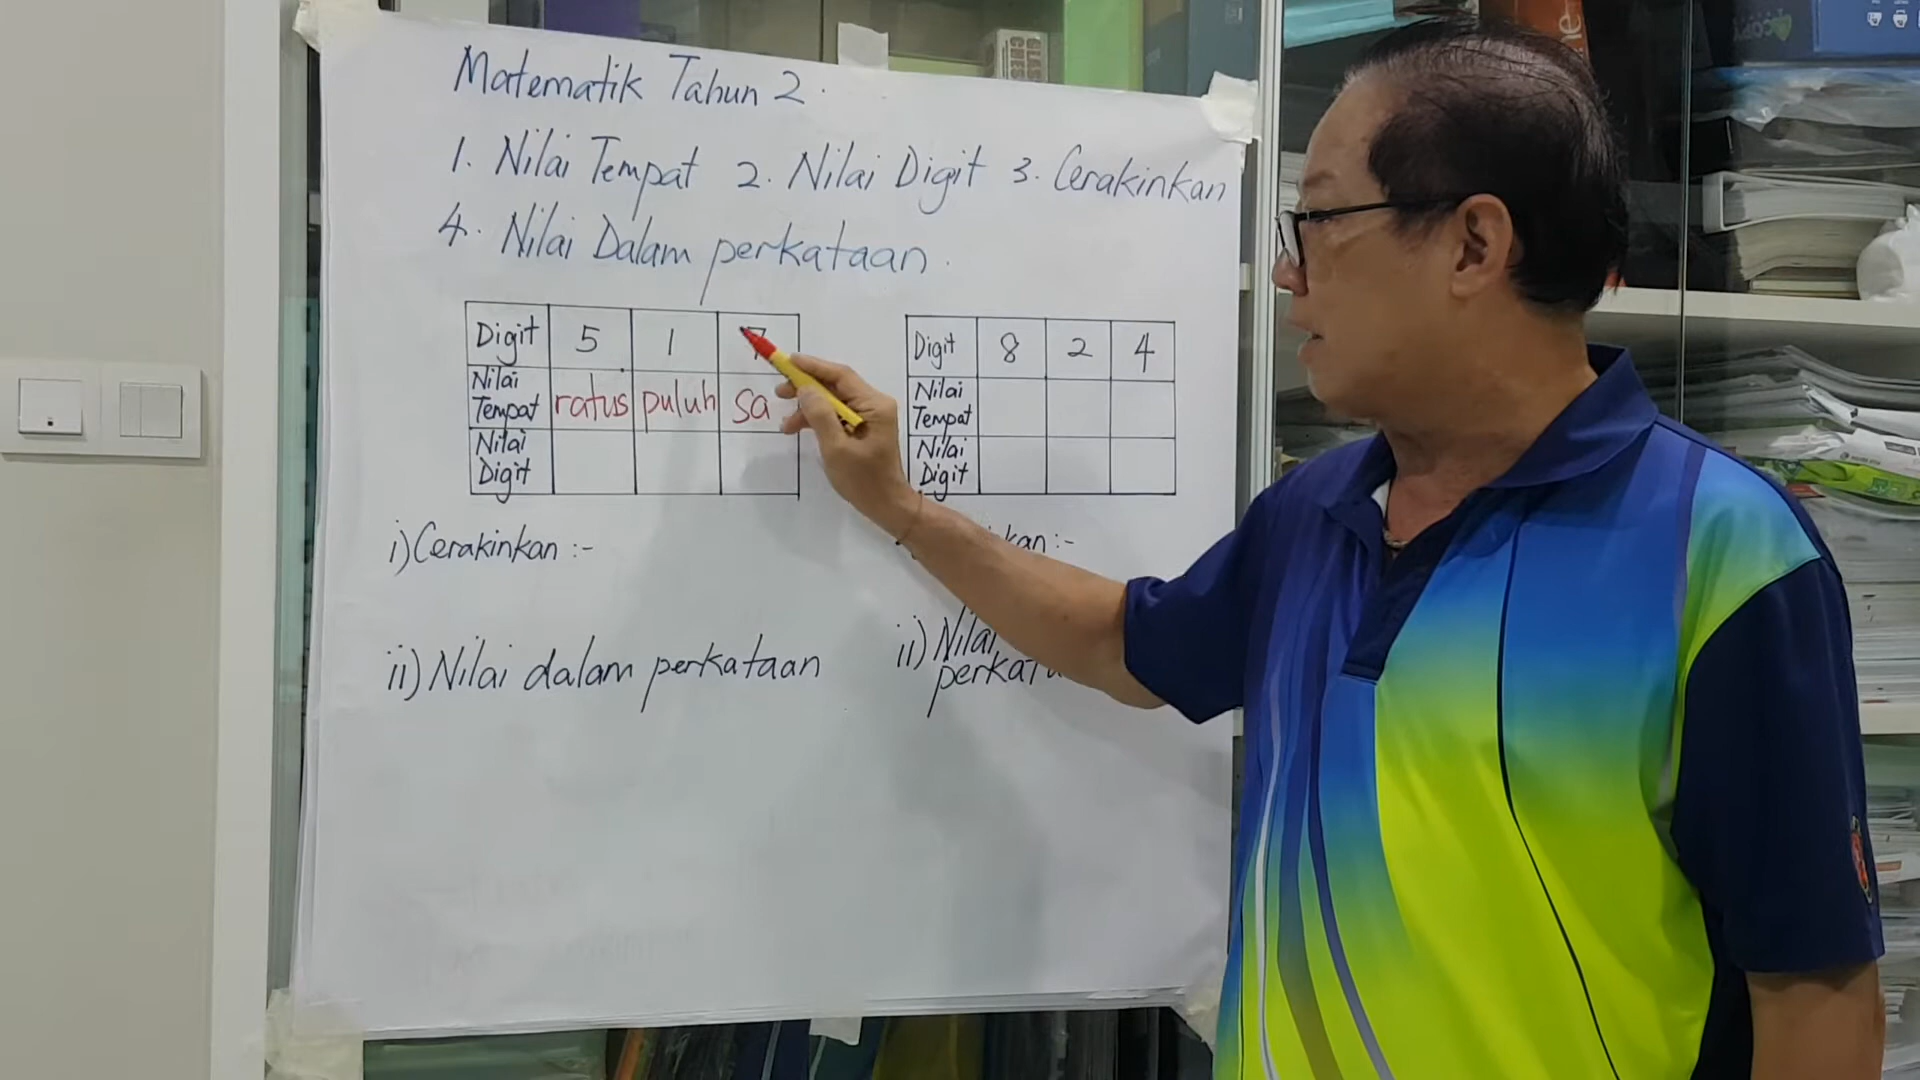 Matematik Tahun 2.
1. Nilai Tempat 2. Nilai Digit 3. Cerakinkan
4. Nilai Dalam perkataan.
Digit 5 1 7
Nilai Tempat ratus puluh sa
Nilai Digit
i) Cerakinkan :-
ii) Nilai dalam perkataan
Digit 8 2 4
Nilai Tempat
Nilai Digit
kan :-
ii) Nilai